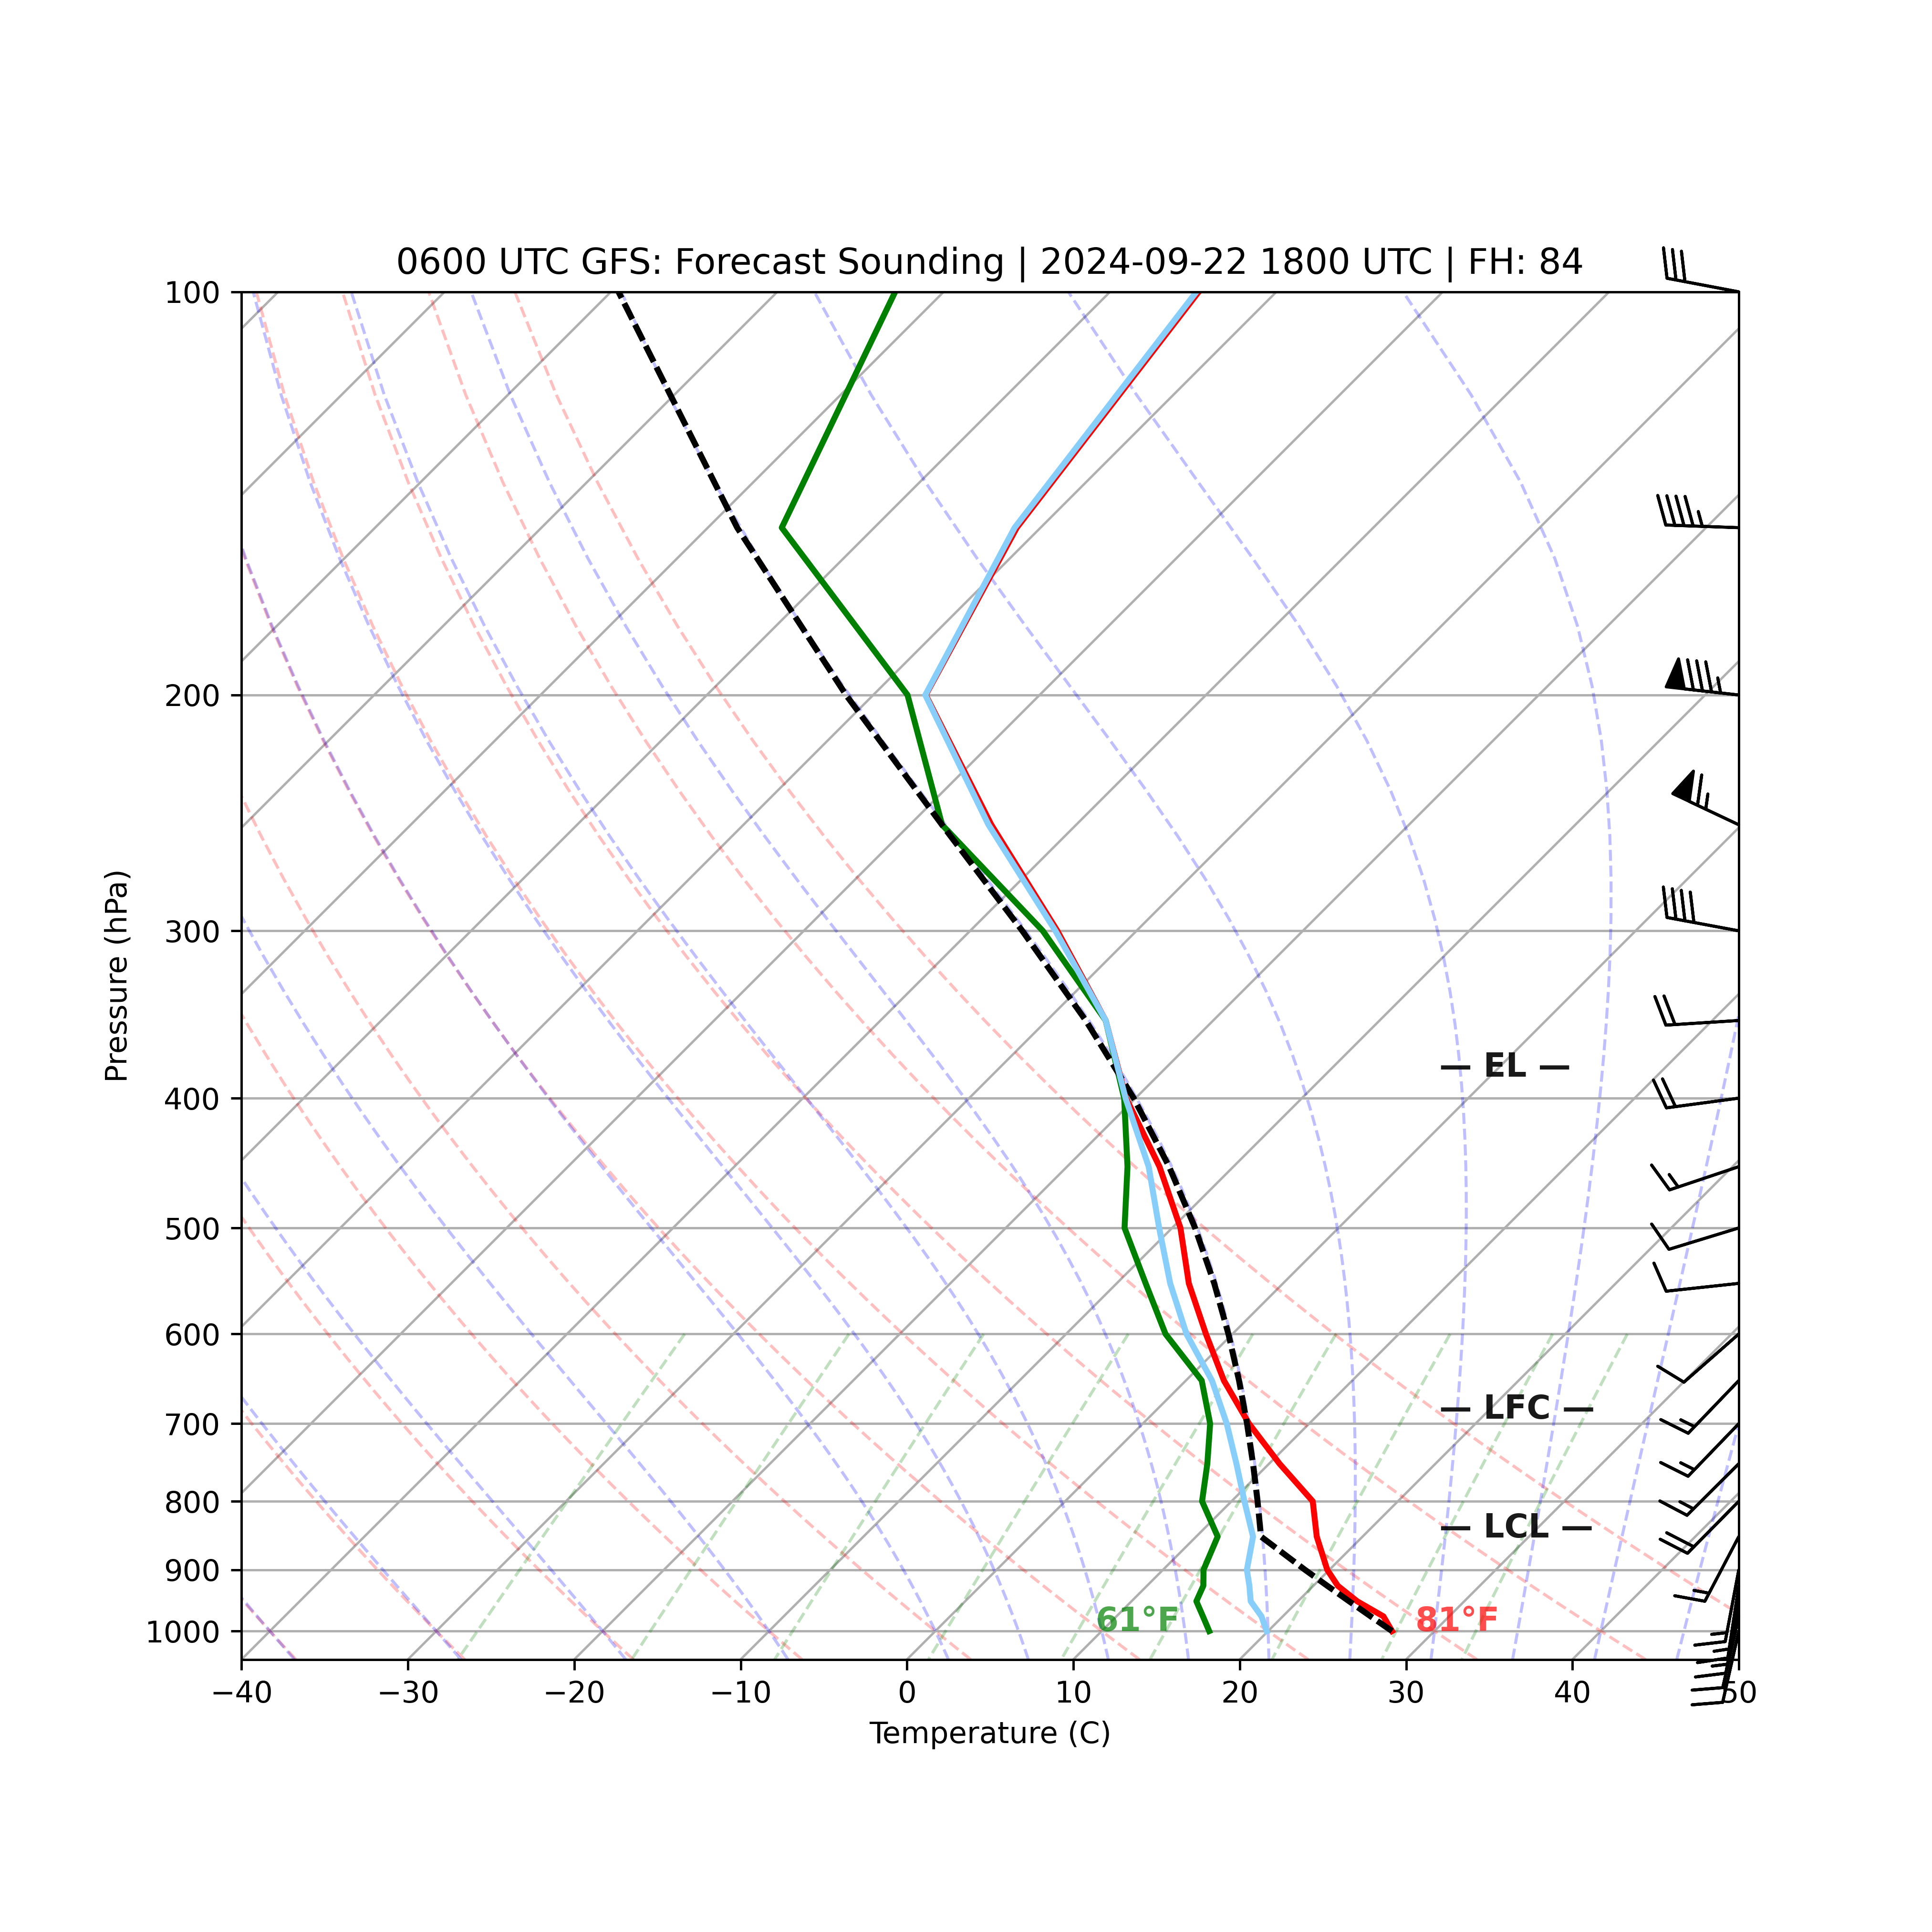 0600 UTC GFS: Forecast Sounding | 2024-09-22 1800 UTC | FH: 84
100
200
300
400
500
600
700
800
900
1000
Pressure (hPa)
— EL —
— LFC —
— LCL —
61°F
81°F
−40 −30 −20 −10 0 10 20 30 40 50
Temperature (C)